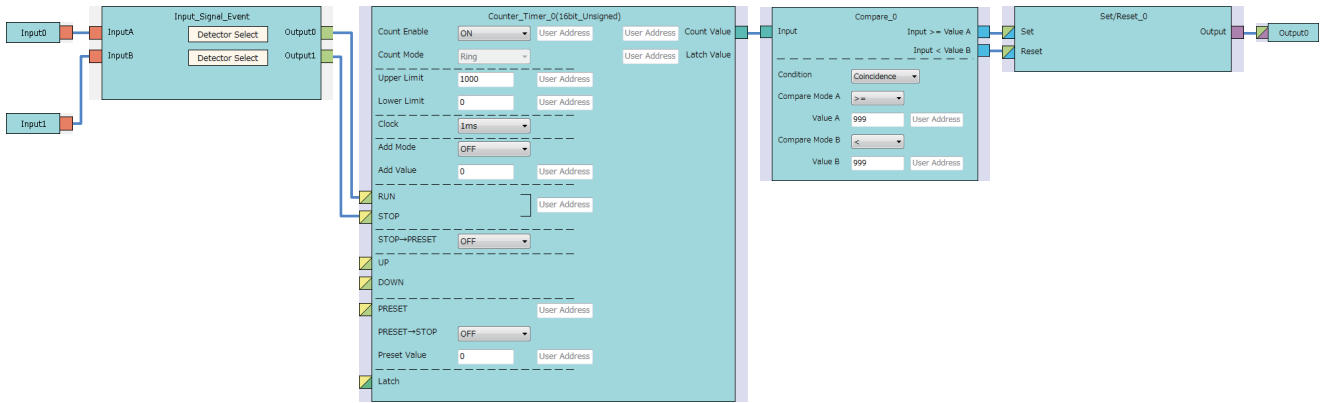 Input0
Input1
Input_Signal_Event
InputA Detector Select Output0
InputB Detector Select Output1
Counter_Timer_0(16bit_Unsigned)
Count Enable ON User Address User Address Count Value
Count Mode Ring User Address Latch Value
Upper Limit 1000 User Address
Lower Limit 0 User Address
Clock 1ms
Add Mode OFF
Add Value 0 User Address
RUN
User Address
STOP
STOP→PRESET OFF
UP
DOWN
PRESET User Address
PRESET→STOP OFF
Preset Value 0 User Address
Latch
Compare_0
Input Input >= Value A
Input < Value B
Condition Coincidence
Compare Mode A >=
Value A 999 User Address
Compare Mode B <
Value B 999 User Address
Set/Reset_0
Set Output
Reset
Output0